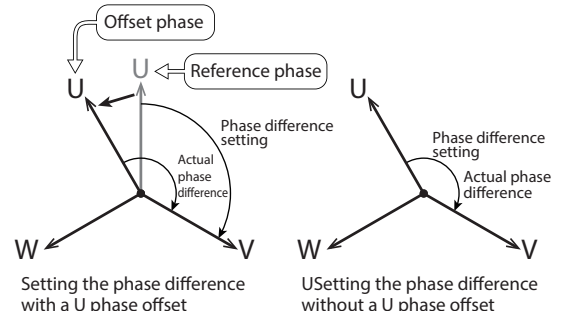 Offset phase
U
U
Reference phase
Phase difference
setting
Actual
phase
difference
W
V
Setting the phase difference
with a U phase offset
U
Phase difference
setting
Actual phase
difference
W
V
USetting the phase difference
without a U phase offset